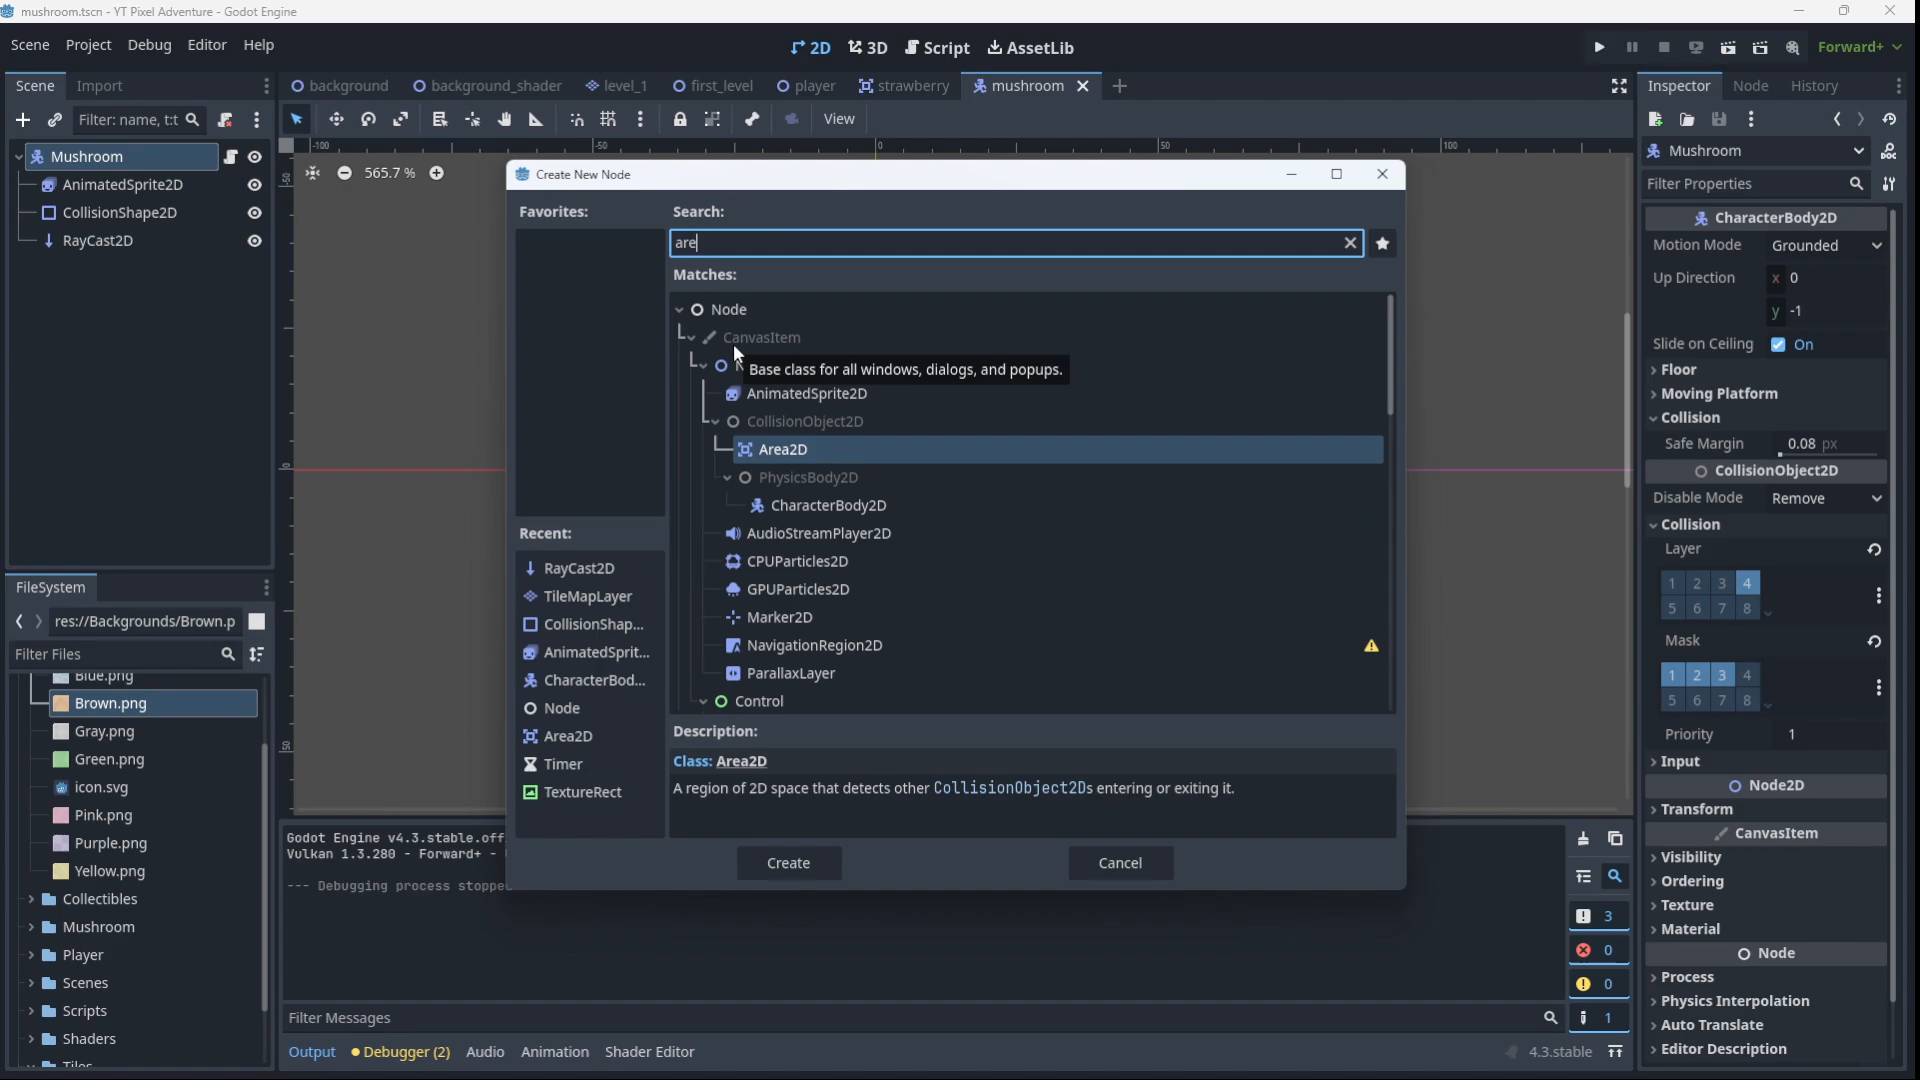 mushroom.tscn - YT Pixel Adventure - Godot Engine
Scene Project Debug Editor Help
2D 3D Script AssetLib
Forward+
Scene Import
background background_shader level_1 first_level player strawberry mushroom
Inspector Node History
Filter: name, t:t
View
Mushroom
AnimatedSprite2D
CollisionShape2D
RayCast2D
-100 -50 0 50 100
-50
0
50
565.7 %
Create New Node
Favorites:
Search:
are
Matches:
Node
CanvasItem
Base class for all windows, dialogs, and popups.
AnimatedSprite2D
CollisionObject2D
Area2D
PhysicsBody2D
CharacterBody2D
AudioStreamPlayer2D
CPUParticles2D
GPUParticles2D
Marker2D
NavigationRegion2D
ParallaxLayer
Control
Recent:
RayCast2D
TileMapLayer
CollisionShap...
AnimatedSprit...
CharacterBod...
Node
Area2D
Timer
TextureRect
Description:
Class: Area2D
A region of 2D space that detects other CollisionObject2Ds entering or exiting it.
Create Cancel
Mushroom
Filter Properties
CharacterBody2D
Motion Mode Grounded
Up Direction x 0
y -1
Slide on Ceiling On
Floor
Moving Platform
Collision
Safe Margin 0.08 px
CollisionObject2D
Disable Mode Remove
Collision
Layer
1 2 3 4
5 6 7 8
Mask
1 2 3 4
5 6 7 8
Priority 1
Input
Node2D
Transform
CanvasItem
Visibility
Ordering
Texture
Material
Node
Process
Physics Interpolation
Auto Translate
Editor Description
FileSystem
res://Backgrounds/Brown.p
Filter Files
Blue.png
Brown.png
Gray.png
Green.png
icon.svg
Pink.png
Purple.png
Yellow.png
Collectibles
Mushroom
Player
Scenes
Scripts
Shaders
Tiles
Godot Engine v4.3.stable.off
Vulkan 1.3.280 - Forward+ -
--- Debugging process stoppe
3
0
0
1
Filter Messages
Output Debugger (2) Audio Animation Shader Editor
4.3.stable